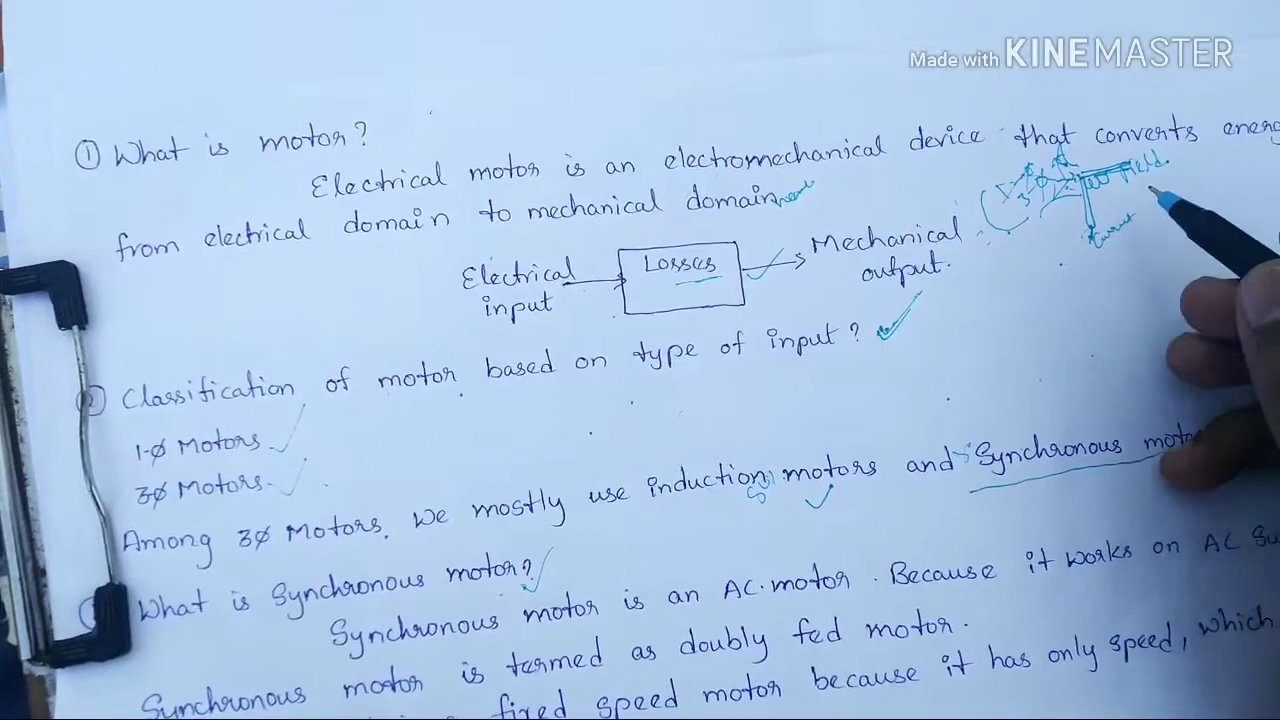 Made with KINEMASTER
① What is motor?
Electrical motor is an electromechanical device that converts energ
from electrical domain to mechanical domain
Field.
3ϕ
Current
Electrical input
Losses
Mechanical output.
Classification of motor based on type of input?
1-ϕ Motors
3ϕ Motors.
Among 3ϕ Motors, we mostly use induction motors and Synchronous moto
What is Synchronous motor?
Synchronous motor is an AC motor. Because it works on AC Su
Synchronous motor is termed as doubly fed motor.
fixed speed motor because it has only speed, which